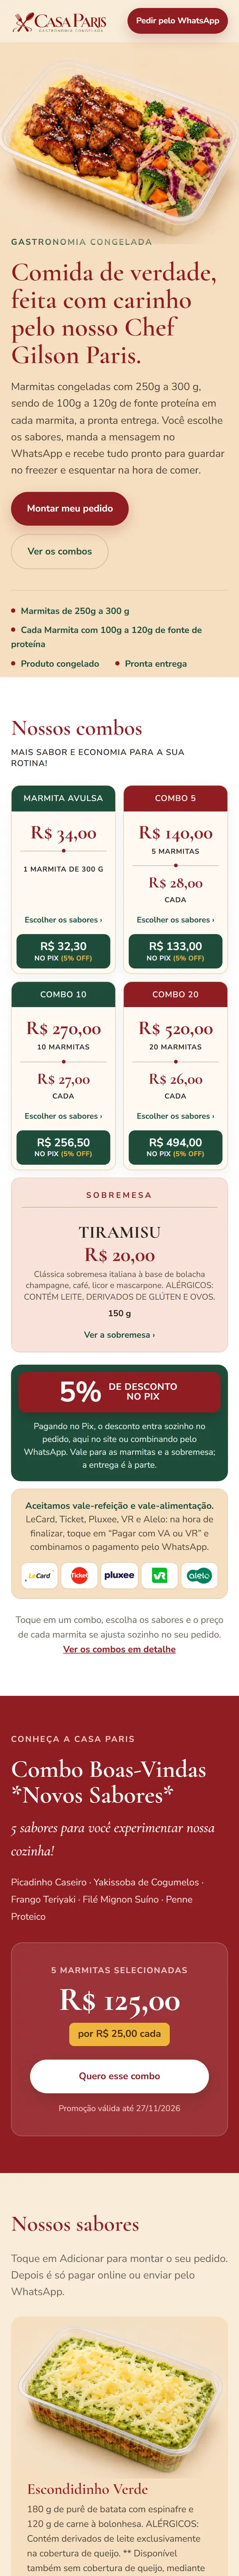 CASA PARIS
GASTRONOMIA CONGELADA
Pedir pelo WhatsApp
GASTRONOMIA CONGELADA
Comida de verdade,
feita com carinho
pelo nosso Chef
Gilson Paris.
Marmitas congeladas com 250g a 300 g,
sendo de 100g a 120g de fonte proteína em
cada marmita, a pronta entrega. Você escolhe
os sabores, manda a mensagem no
WhatsApp e recebe tudo pronto para guardar
no freezer e esquentar na hora de comer.
Montar meu pedido
Ver os combos
• Marmitas de 250g a 300 g
• Cada Marmita com 100g a 120g de fonte de
proteína
• Produto congelado • Pronta entrega
Nossos combos
MAIS SABOR E ECONOMIA PARA A SUA
ROTINA!
MARMITA AVULSA
R$ 34,00
1 MARMITA DE 300 G
Escolher os sabores ›
R$ 32,30
NO PIX (5% OFF)
COMBO 5
R$ 140,00
5 MARMITAS
R$ 28,00
CADA
Escolher os sabores ›
R$ 133,00
NO PIX (5% OFF)
COMBO 10
R$ 270,00
10 MARMITAS
R$ 27,00
CADA
Escolher os sabores ›
R$ 256,50
NO PIX (5% OFF)
COMBO 20
R$ 520,00
20 MARMITAS
R$ 26,00
CADA
Escolher os sabores ›
R$ 494,00
NO PIX (5% OFF)
SOBREMESA
TIRAMISU
R$ 20,00
Clássica sobremesa italiana à base de bolacha
champagne, café, licor e mascarpone. ALÉRGICOS:
CONTÉM LEITE, DERIVADOS DE GLÚTEN E OVOS.
150 g
Ver a sobremesa ›
5% DE DESCONTO
NO PIX
Pagando no Pix, o desconto entra sozinho no
pedido, aqui no site ou combinando pelo
WhatsApp. Vale para as marmitas e a sobremesa;
a entrega é à parte.
Aceitamos vale-refeição e vale-alimentação.
LeCard, Ticket, Pluxee, VR e Alelo: na hora de
finalizar, toque em “Pagar com VA ou VR” e
combinamos o pagamento pelo WhatsApp.
LeCard Ticket pluxee VR alelo
Toque em um combo, escolha os sabores e o preço
de cada marmita se ajusta sozinho no seu pedido.
Ver os combos em detalhe
CONHEÇA A CASA PARIS
Combo Boas-Vindas
*Novos Sabores*
5 sabores para você experimentar nossa
cozinha!
Picadinho Caseiro · Yakissoba de Cogumelos ·
Frango Teriyaki · Filé Mignon Suíno · Penne
Proteico
5 MARMITAS SELECIONADAS
R$ 125,00
por R$ 25,00 cada
Quero esse combo
Promoção válida até 27/11/2026
Nossos sabores
Toque em Adicionar para montar o seu pedido.
Depois é só pagar online ou enviar pelo
WhatsApp.
Escondidinho Verde
180 g de purê de batata com espinafre e
120 g de carne à bolonhesa. ALÉRGICOS:
Contém derivados de leite exclusivamente
na cobertura de queijo. ** Disponível
também sem cobertura de queijo, mediante